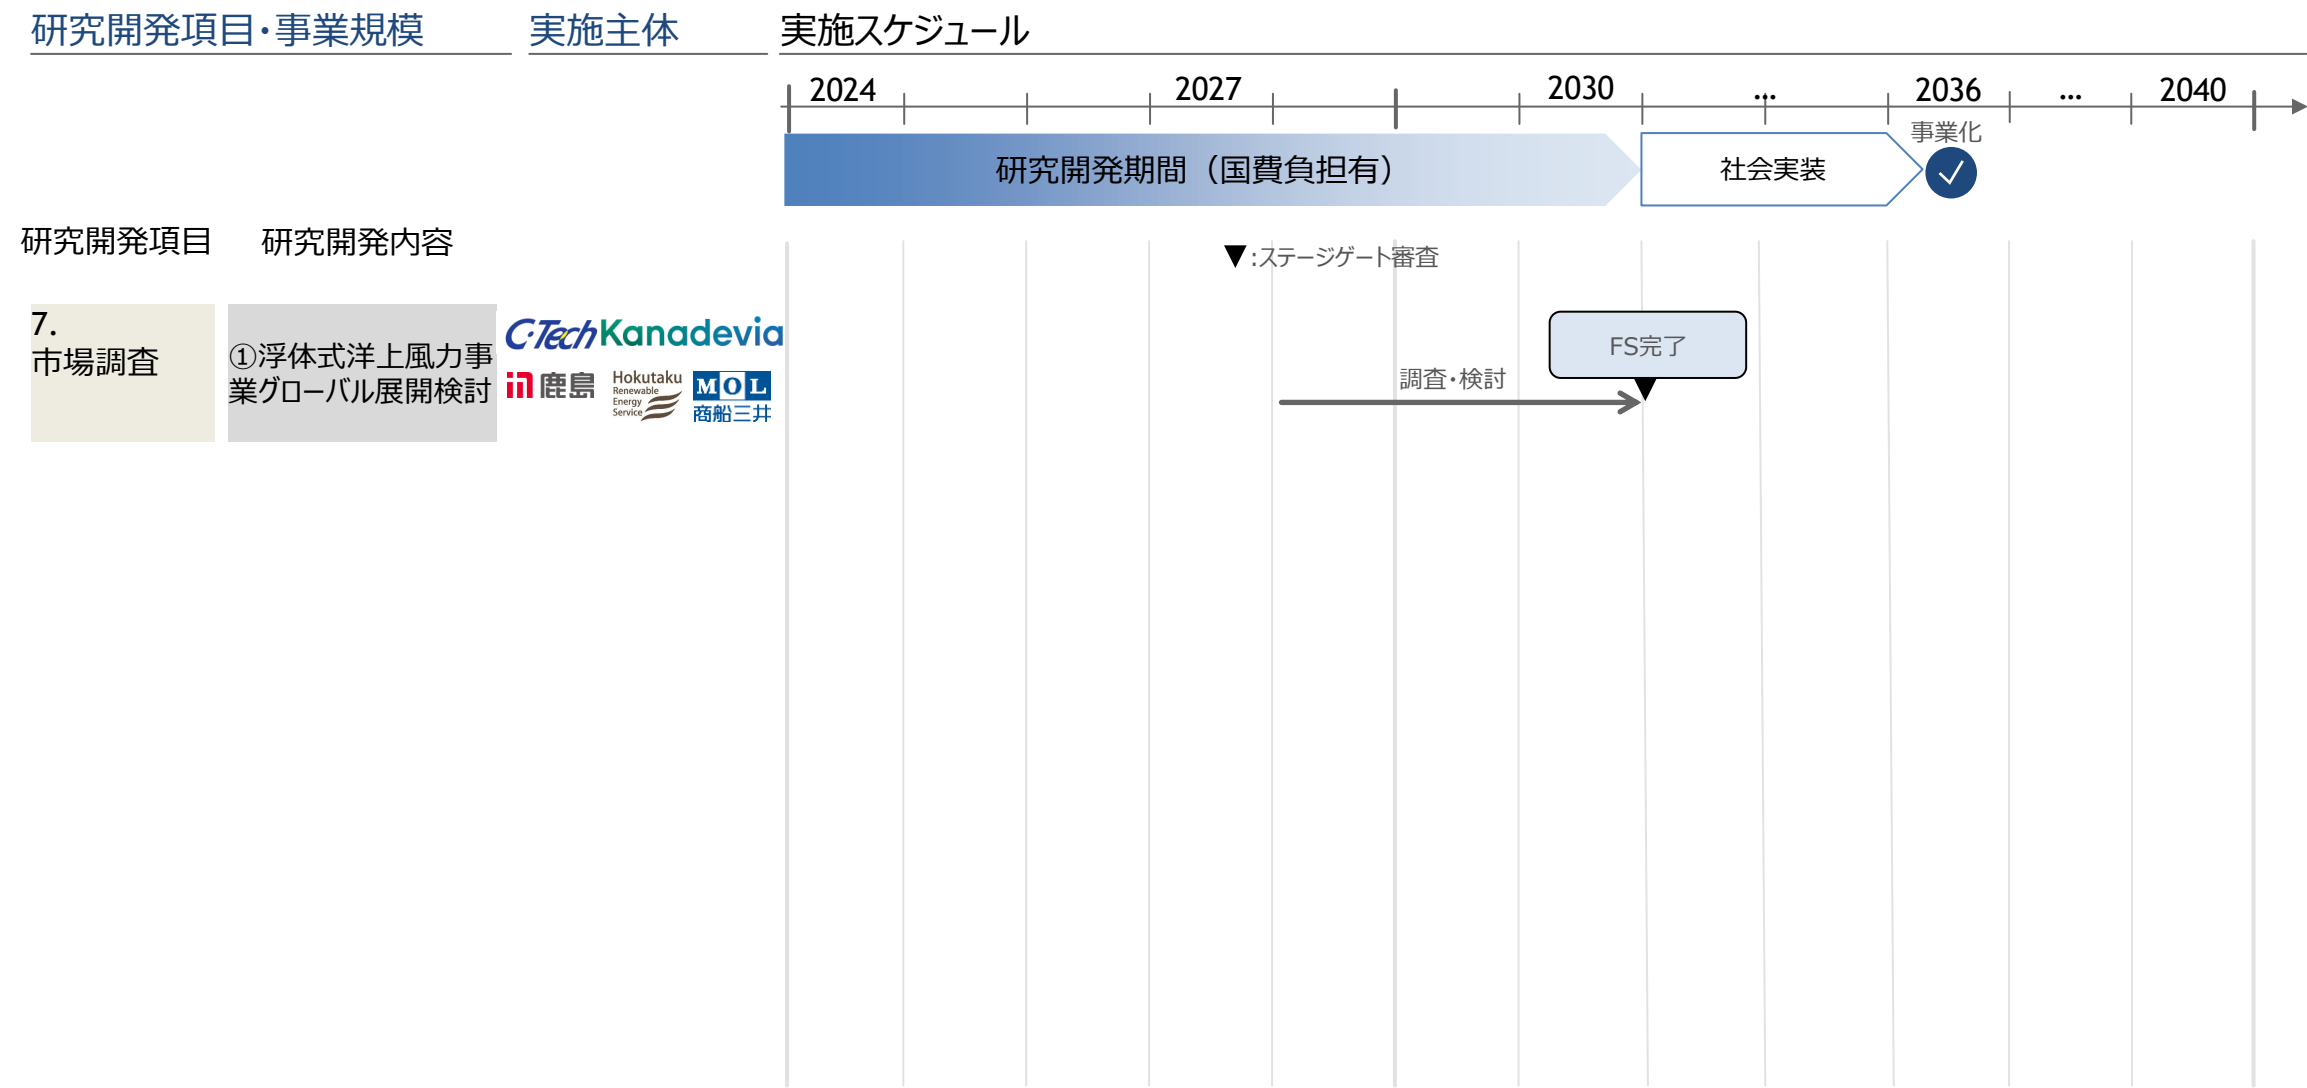 研究開発項目・事業規模
実施主体
実施スケジュール
2024
2027
2030
…
2036
…
2040
事業化
研究開発期間（国費負担有）
社会実装
研究開発項目
研究開発内容
▼:ステージゲート審査
7.
市場調査
①浮体式洋上風力事
業グローバル展開検討
C-Tech
Kanadevia
鹿島
Hokutaku
Renewable
Energy
Service
MOL
商船三井
FS完了
調査・検討